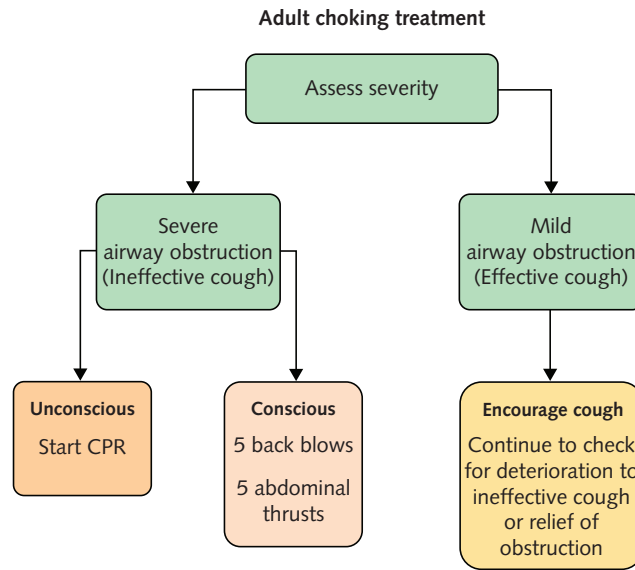 Adult choking treatment
Assess severity
Severe
airway obstruction
(Ineffective cough)
Mild
airway obstruction
(Effective cough)
Unconscious
Start CPR
Conscious
5 back blows
5 abdominal
thrusts
Encourage cough
Continue to check
for deterioration to
ineffective cough
or relief of
obstruction